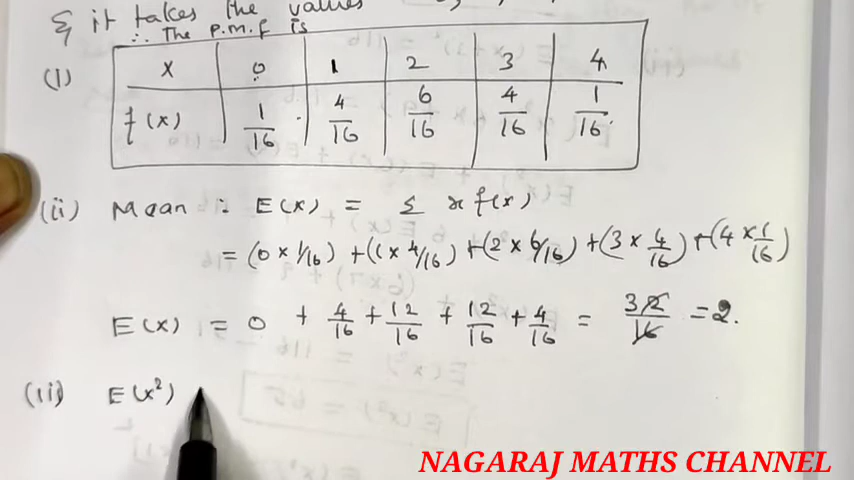 & it takes the values
∴ The p.m.f is
(i) X 0 1 2 3 4
f(x) 1/16 4/16 6/16 4/16 1/16
(ii) Mean : E(x) = Σ x f(x)
= (0 × 1/16) + (1 × 4/16) + (2 × 6/16) + (3 × 4/16) + (4 × 1/16)
E(x) = 0 + 4/16 + 12/16 + 12/16 + 4/16 = 32/16 = 2.
(iii) E(x²)
NAGARAJ MATHS CHANNEL